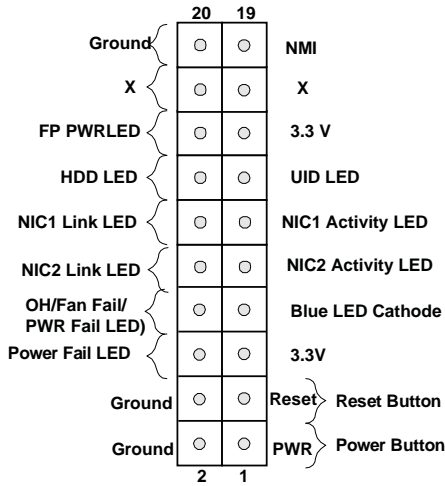 20 19
Ground NMI
X X
FP PWRLED 3.3 V
HDD LED UID LED
NIC1 Link LED NIC1 Activity LED
NIC2 Link LED NIC2 Activity LED
OH/Fan Fail/
PWR Fail LED) Blue LED Cathode
Power Fail LED 3.3V
Ground Reset Reset Button
Ground PWR Power Button
2 1